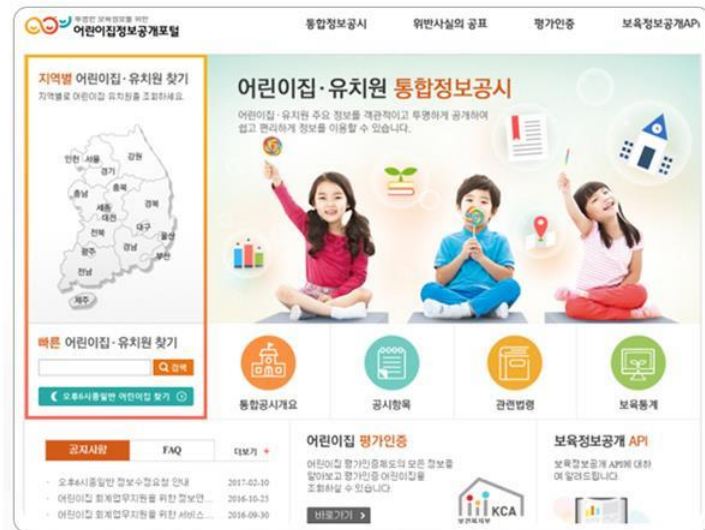 투명한 보육정보를 위한
어린이집정보공개포털
통합정보공시
위반사실의 공표
평가인증
보육정보공개API
지역별 어린이집·유치원 찾기
지역별로 어린이집 유치원을 조회하세요.
인천 서울 강원
경기
충남 충북
세종 경북
대전
전북 대구
울산
광주 경남 부산
전남
제주
빠른 어린이집·유치원 찾기
검색
오후6시종일반 어린이집 찾기
어린이집·유치원 통합정보공시
어린이집·유치원 주요 정보를 객관적이고 투명하게 공개하여
쉽고 편리하게 정보를 이용할 수 있습니다.
통합공시개요
공시항목
관련법령
보육통계
공지사항 FAQ 더보기 +
오후6시종일반 정보수정요청 안내 2017-02-10
어린이집 회계업무지원을 위한 정보연... 2016-10-25
어린이집 회계업무지원을 위한 서비스... 2016-09-30
어린이집 평가인증
어린이집 평가인증제도의 모든 정보를
알아보고 평가인증 어린이집을
조회하실 수 있습니다.
바로가기 >
보건복지부
KCA
보육정보공개 API
보육정보공개 API에 대하
여 알려드립니다.